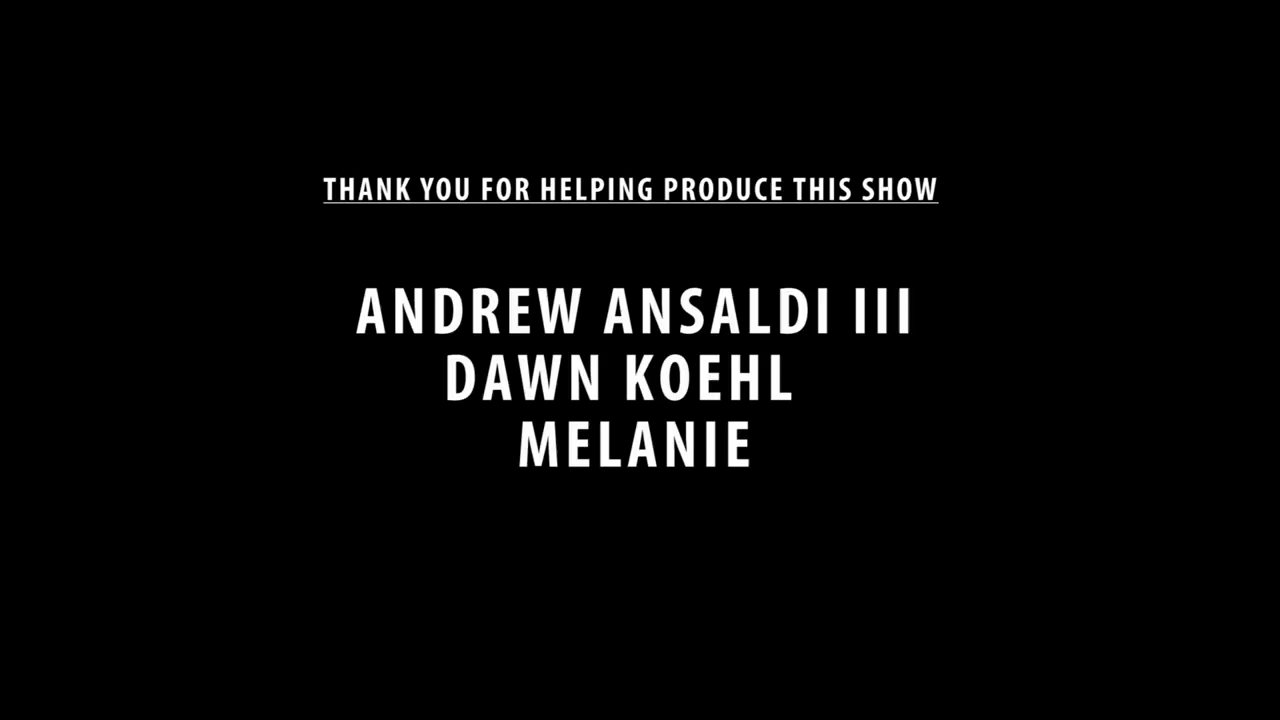 THANK YOU FOR HELPING PRODUCE THIS SHOW
ANDREW ANSALDI III
DAWN KOEHL
MELANIE